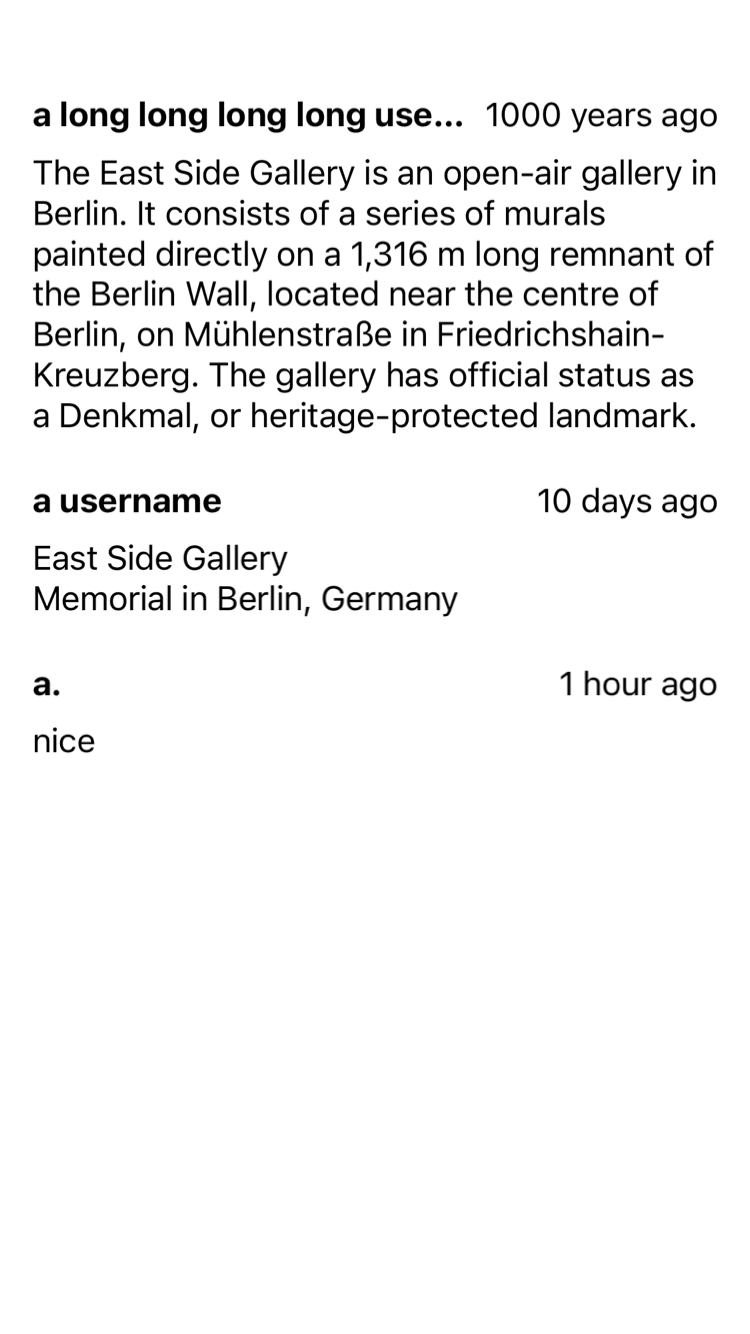 a long long long long use... 1000 years ago
The East Side Gallery is an open-air gallery in
Berlin. It consists of a series of murals
painted directly on a 1,316 m long remnant of
the Berlin Wall, located near the centre of
Berlin, on Mühlenstraße in Friedrichshain-
Kreuzberg. The gallery has official status as
a Denkmal, or heritage-protected landmark.
a username 10 days ago
East Side Gallery
Memorial in Berlin, Germany
a. 1 hour ago
nice